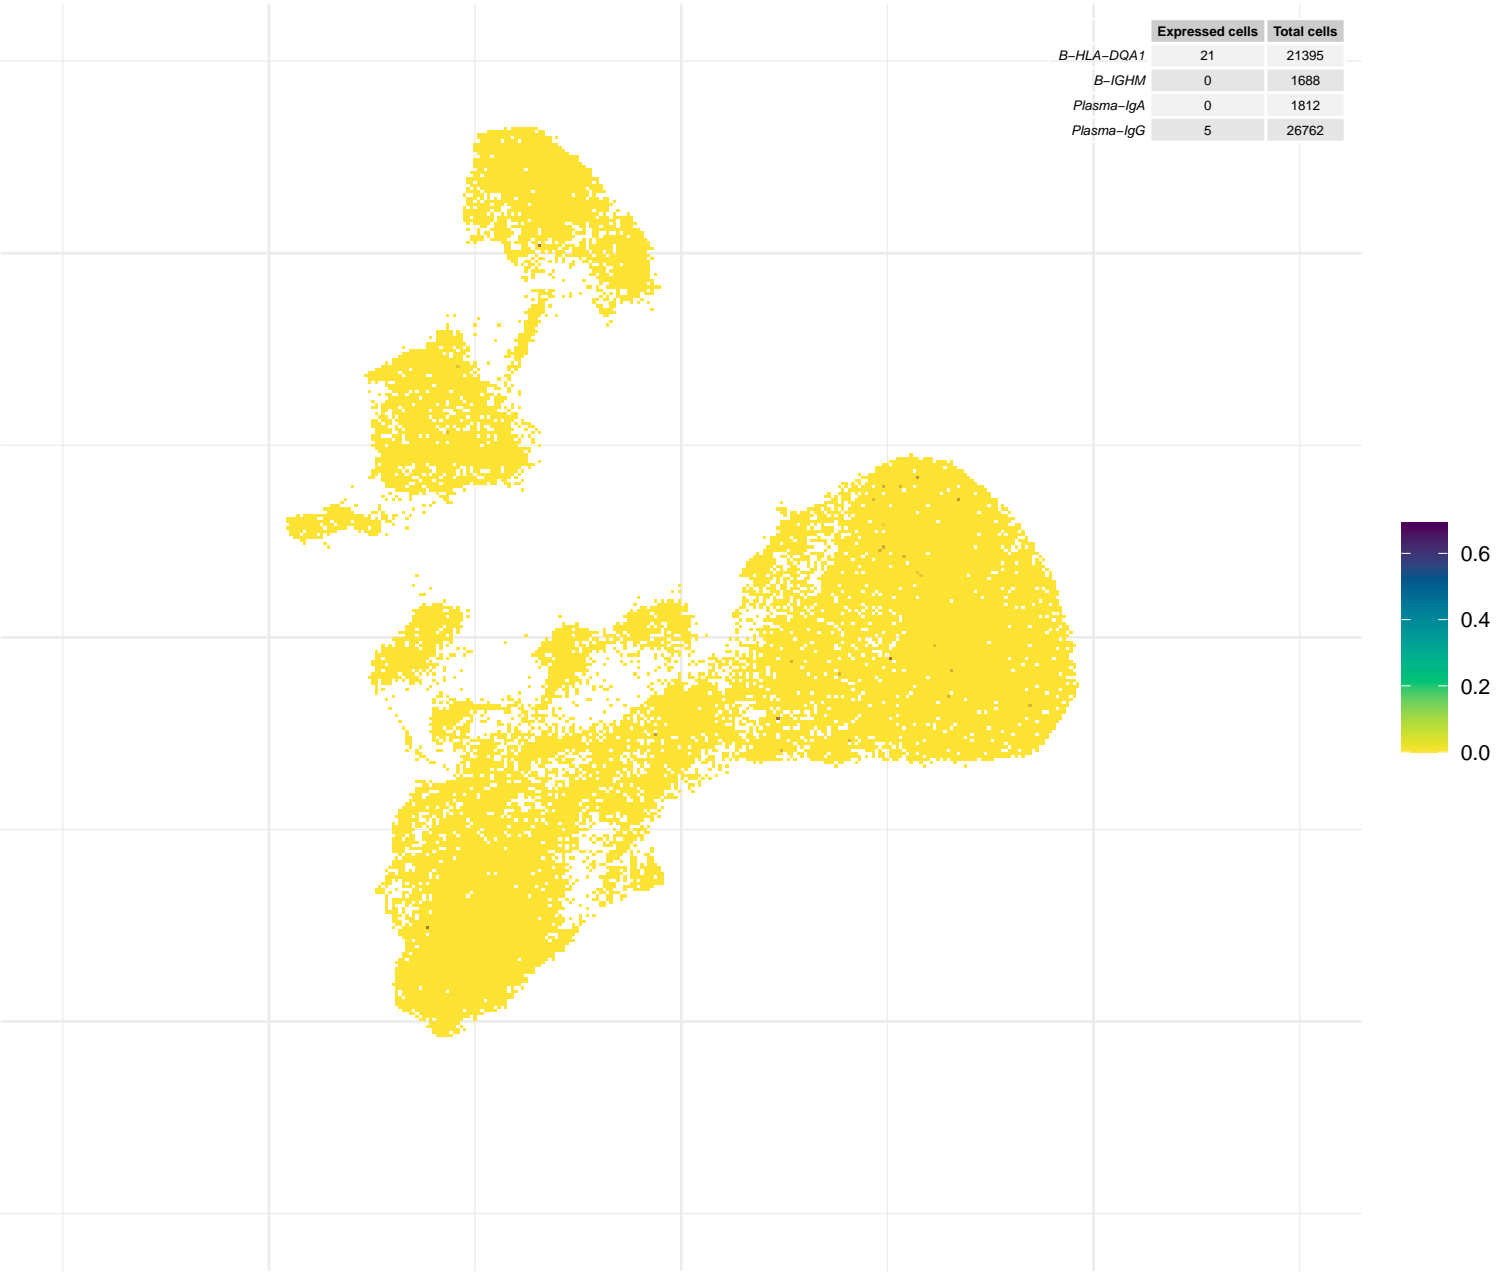 Expressed cells Total cells
B−HLA−DQA1 21 21395
B−IGHM 0 1688
Plasma−IgA 0 1812
Plasma−IgG 5 26762
0.6
0.4
0.2
0.0